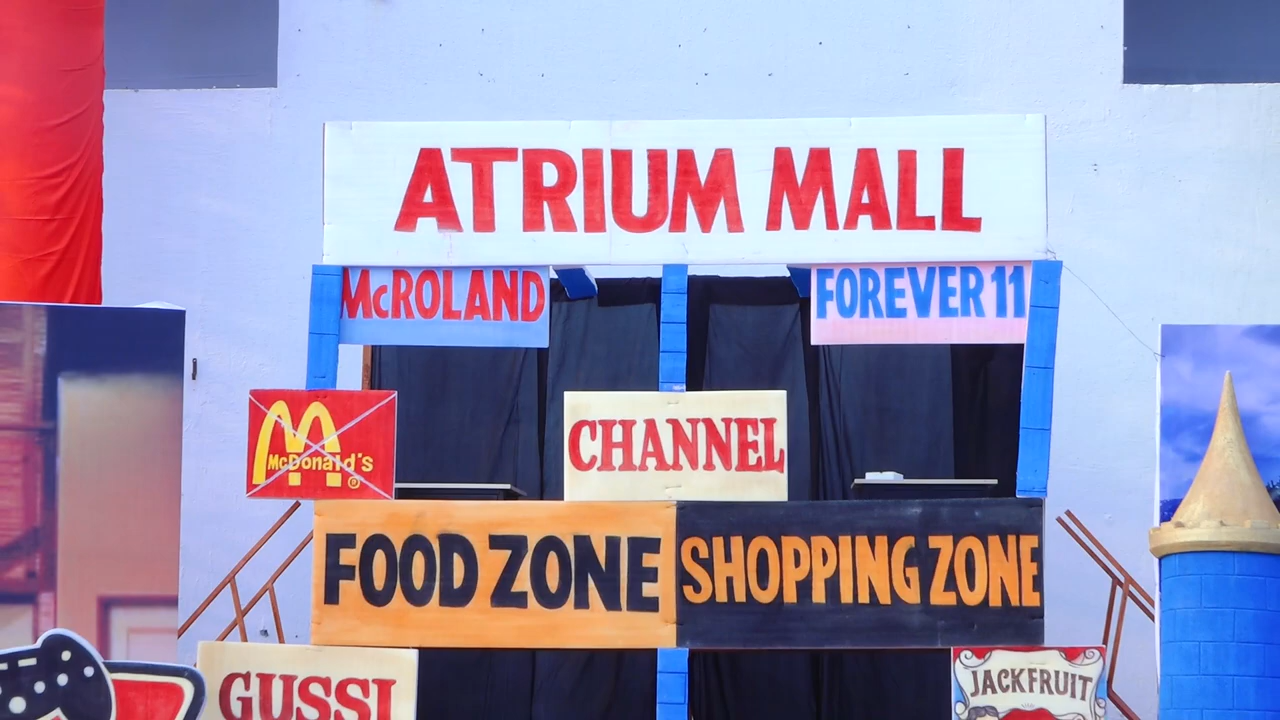 ATRIUM MALL
McROLAND
FOREVER 11
McDonald's
CHANNEL
FOOD ZONE
SHOPPING ZONE
GUSSI
JACKFRUIT